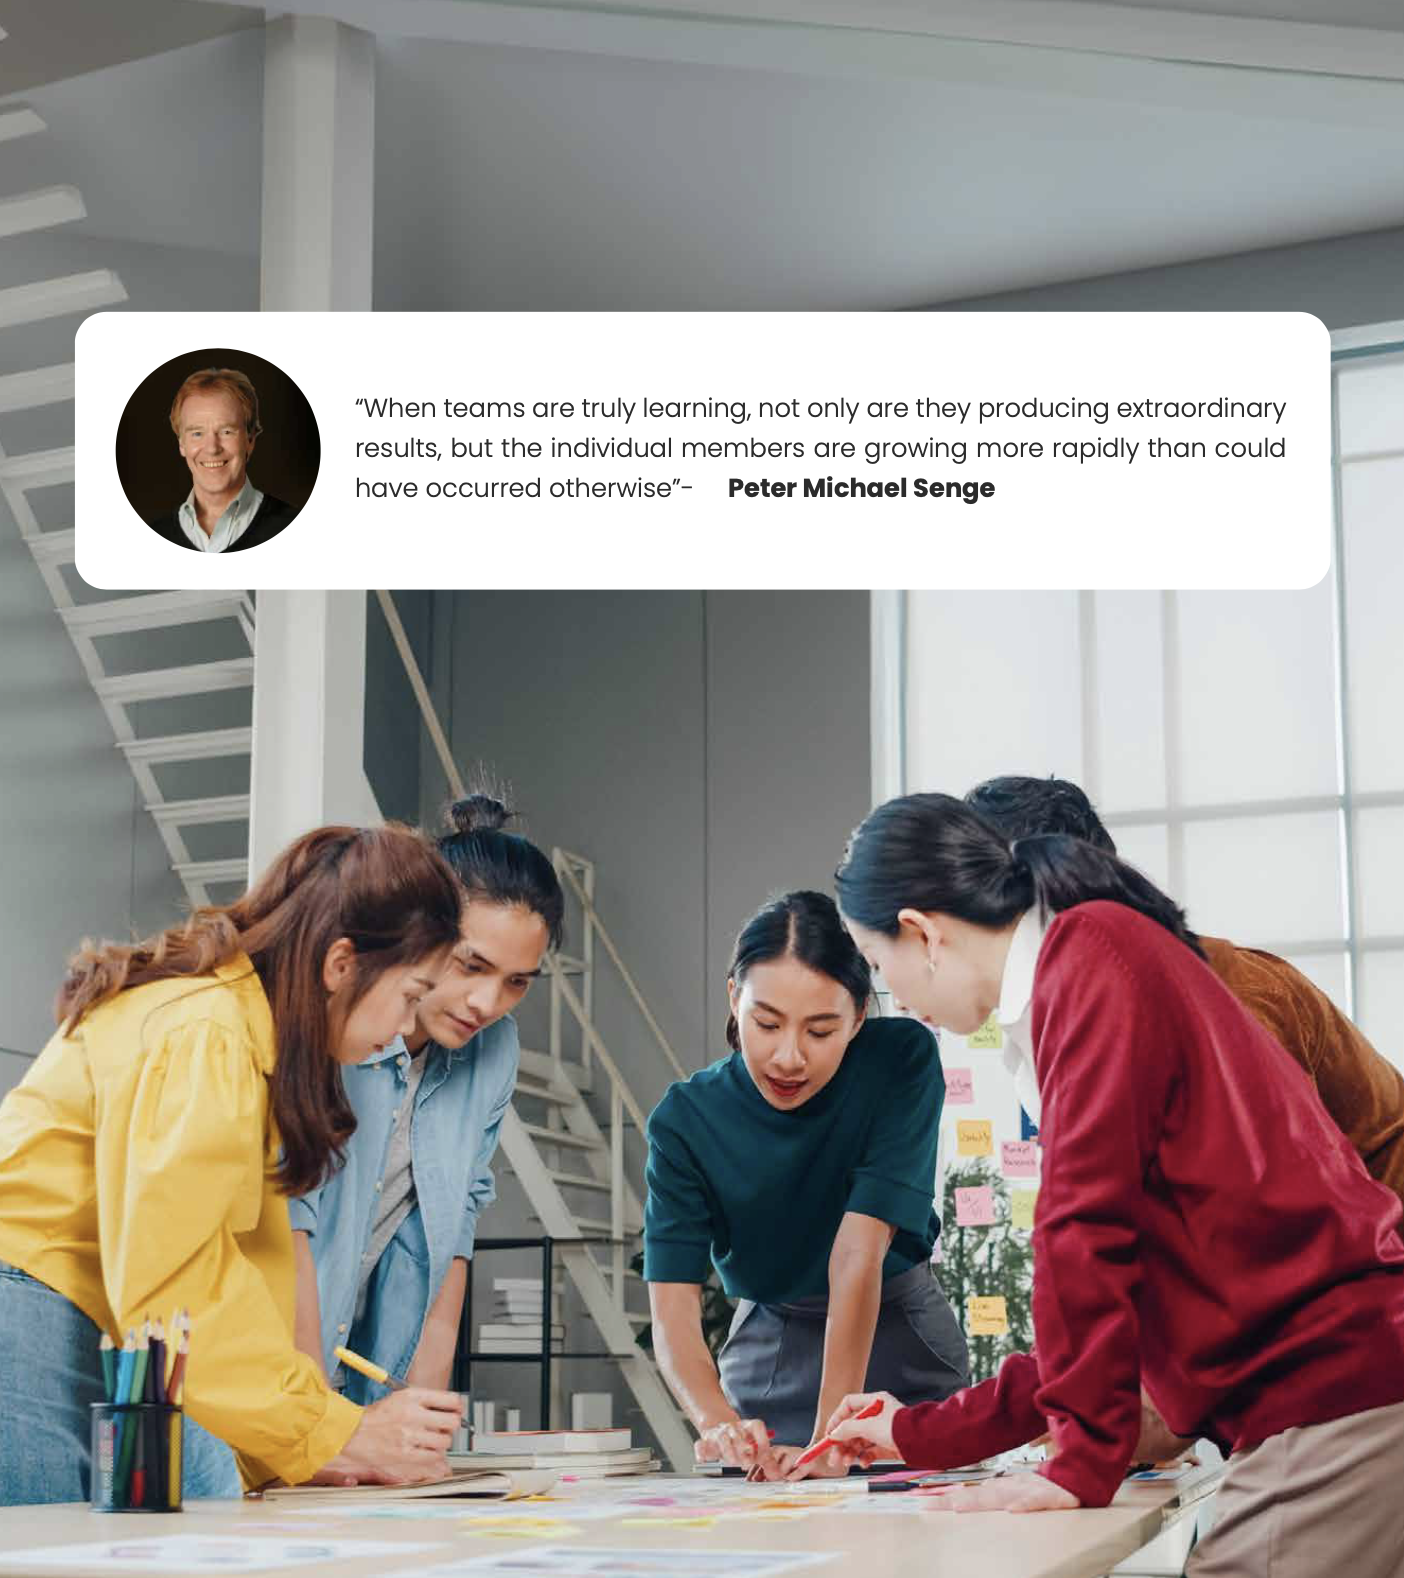 “When teams are truly learning, not only are they producing extraordinary
results, but the individual members are growing more rapidly than could
have occurred otherwise”- Peter Michael Senge